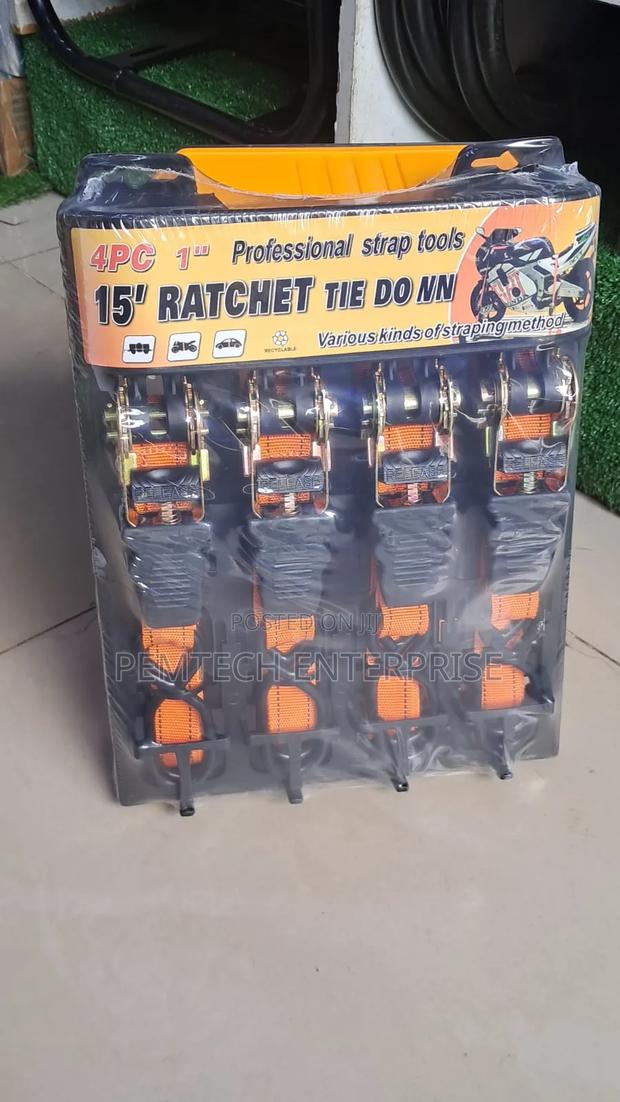 4PC 1" Professional strap tools
15' RATCHET TIE DO NN
Various kinds of straping method
RECYCLABLE
RELEASE RELEASE RELEASE RELEASE
POSTED ON JIJI
PEMTECH ENTERPRISE